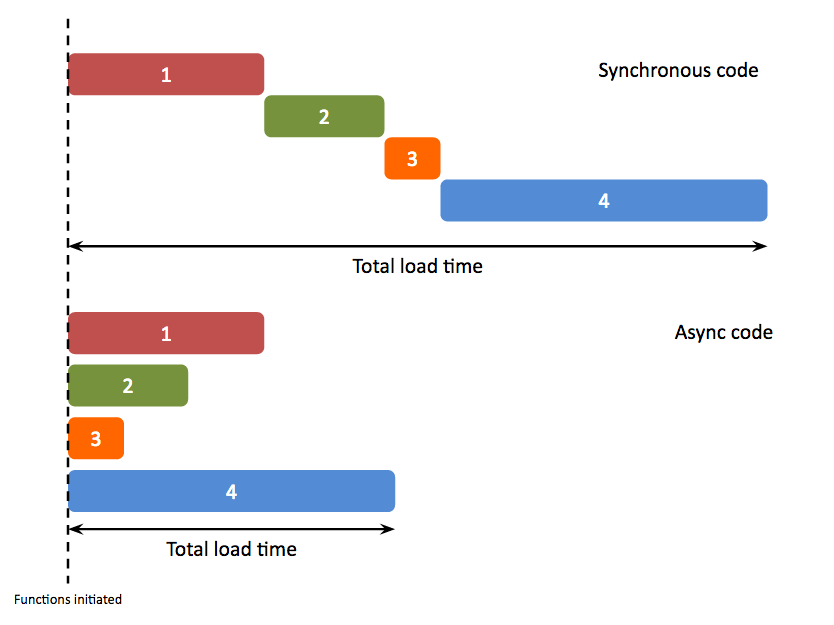 1
Synchronous code
2
3
4
Total load time
1
Async code
2
3
4
Total load time
Functions initiated